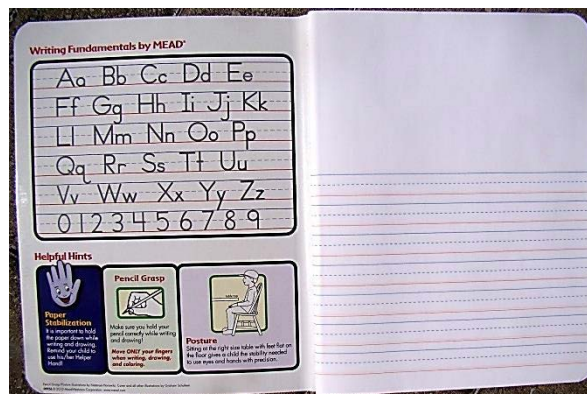 Writing Fundamentals by MEAD®
Aa Bb Cc Dd Ee
Ff Gg Hh Ii Jj Kk
Ll Mm Nn Oo Pp
Qq Rr Ss Tt Uu
Vv Ww Xx Yy Zz
0 1 2 3 4 5 6 7 8 9
Helpful Hints
Paper
Stabilization
It is important to hold
the paper down while
writing and drawing.
Remind your child to
use his/her Helper
Hand!
Pencil Grasp
Make sure you hold your
pencil correctly while writing
and drawing!
Move ONLY your fingers
when writing, drawing,
and coloring.
Posture
Sitting at the right size table with feet flat on
the floor gives a child the stability needed
to use eyes and hands with precision.